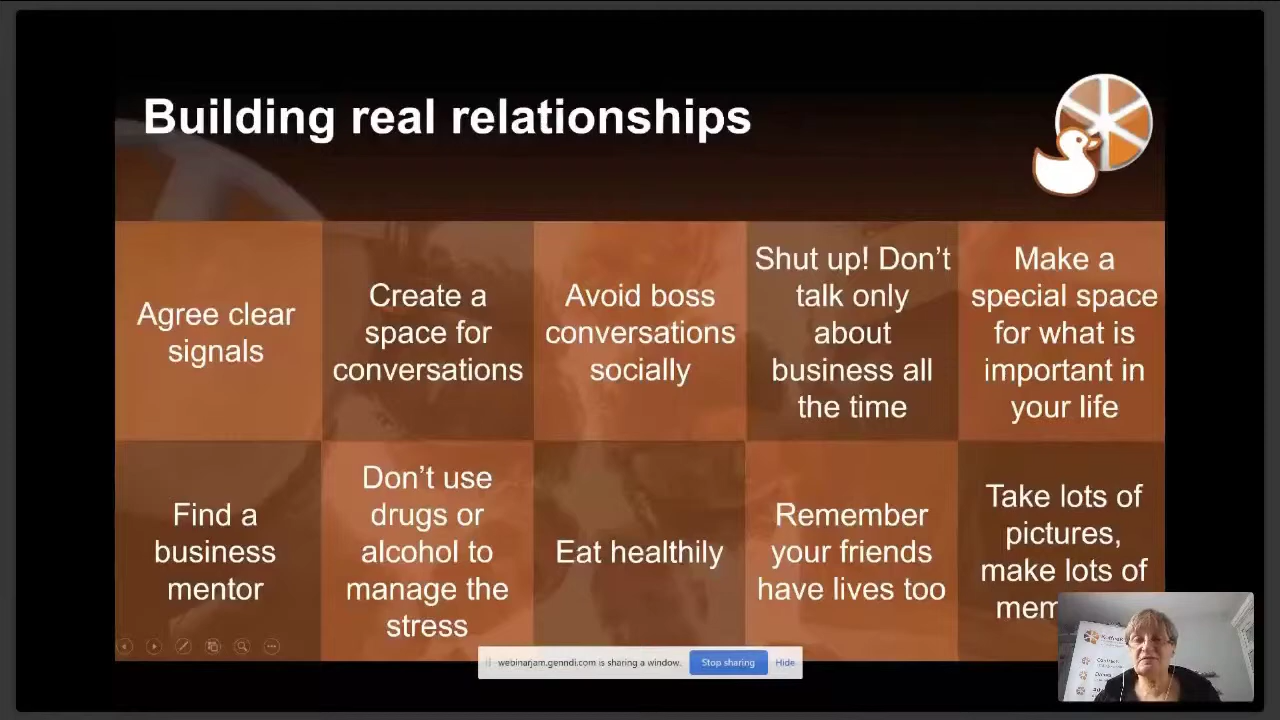 Building real relationships
Agree clear
signals
Create a
space for
conversations
Avoid boss
conversations
socially
Shut up! Don't
talk only
about
business all
the time
Make a
special space
for what is
important in
your life
Find a
business
mentor
Don't use
drugs or
alcohol to
manage the
stress
Eat healthily
Remember
your friends
have lives too
Take lots of
pictures,
make lots of
webinarjam.genndi.com is sharing a window.
Stop sharing
Hide